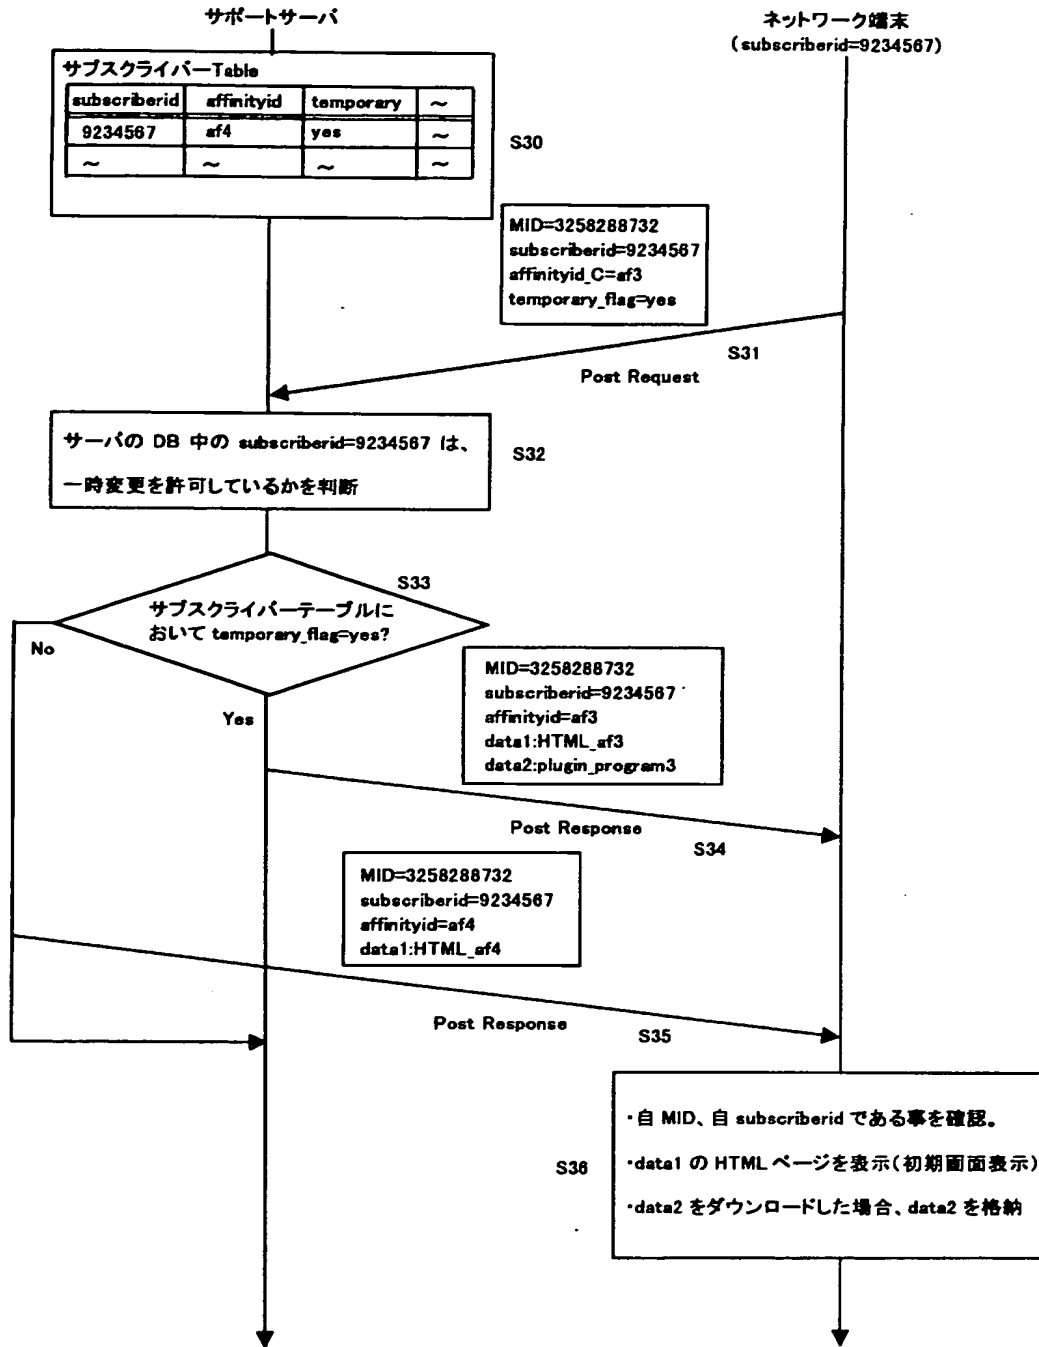 サポートサーバ
ネットワーク端末
(subscriberid=9234567)
サブスクライバーTable
subscriberid affinityid temporary ~
9234567 af4 yes ~
~ ~ ~ ~
S30
MID=3258288732
subscriberid=9234567
affinityid_C=af3
temporary_flag=yes
S31
Post Request
サーバの DB 中の subscriberid=9234567 は、
一時変更を許可しているかを判断
S32
S33
サブスクライバーテーブルに
おいて temporary_flag=yes?
No
Yes
MID=3258288732
subscriberid=9234567
affinityid=af3
data1:HTML_af3
data2:plugin_program3
Post Response
S34
MID=3258288732
subscriberid=9234567
affinityid=af4
data1:HTML_af4
Post Response
S35
S36
・自 MID、自 subscriberid である事を確認。
・data1 の HTML ページを表示(初期画面表示)
・data2 をダウンロードした場合、data2 を格納